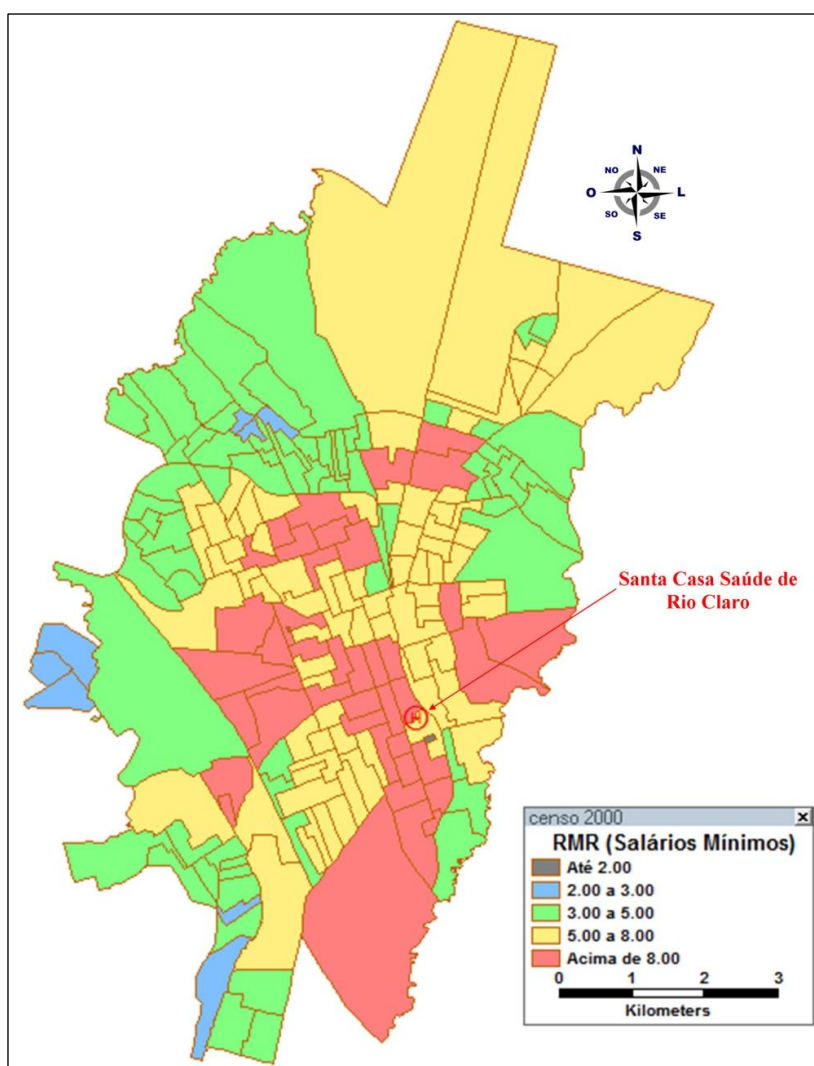 N
NO
NE
O
L
SO
SE
S
Santa Casa Saúde de
Rio Claro
H
censo 2000
RMR (Salários Mínimos)
Até 2.00
2.00 a 3.00
3.00 a 5.00
5.00 a 8.00
Acima de 8.00
0 1 2 3
Kilometers